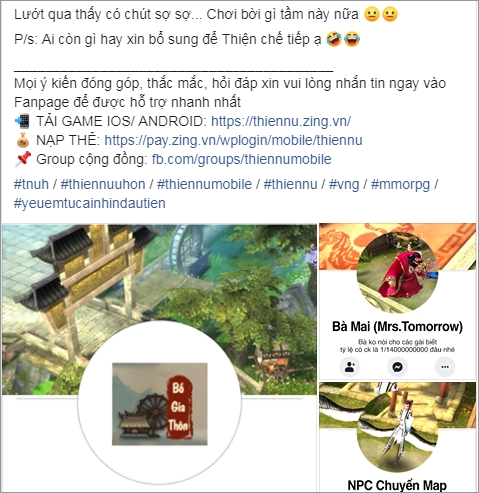 Lướt qua thấy có chút sợ sợ... Chơi bời gì tầm này nữa 😐 😐
P/s: Ai còn gì hay xin bổ sung để Thiện chế tiếp ạ 🤣 😂
Mọi ý kiến đóng góp, thắc mắc, hỏi đáp xin vui lòng nhắn tin ngay vào
Fanpage để được hỗ trợ nhanh nhất
📲 TẢI GAME IOS/ ANDROID: https://thiennu.zing.vn/
💰 NẠP THẺ: https://pay.zing.vn/wplogin/mobile/thiennu
📌 Group cộng đồng: fb.com/groups/thiennumobile
#tnuh / #thiennuuhon / #thiennumobile / #thiennu / #vng / #mmorpg /
#yeuemtucainhindautien
Bố
Gia
Thôn
Bà Mai (Mrs.Tomorrow)
Bà ko nói cho các gái biết
tỷ lệ có ck là 1/14000000000 đâu nhé
NPC Chuyển Map